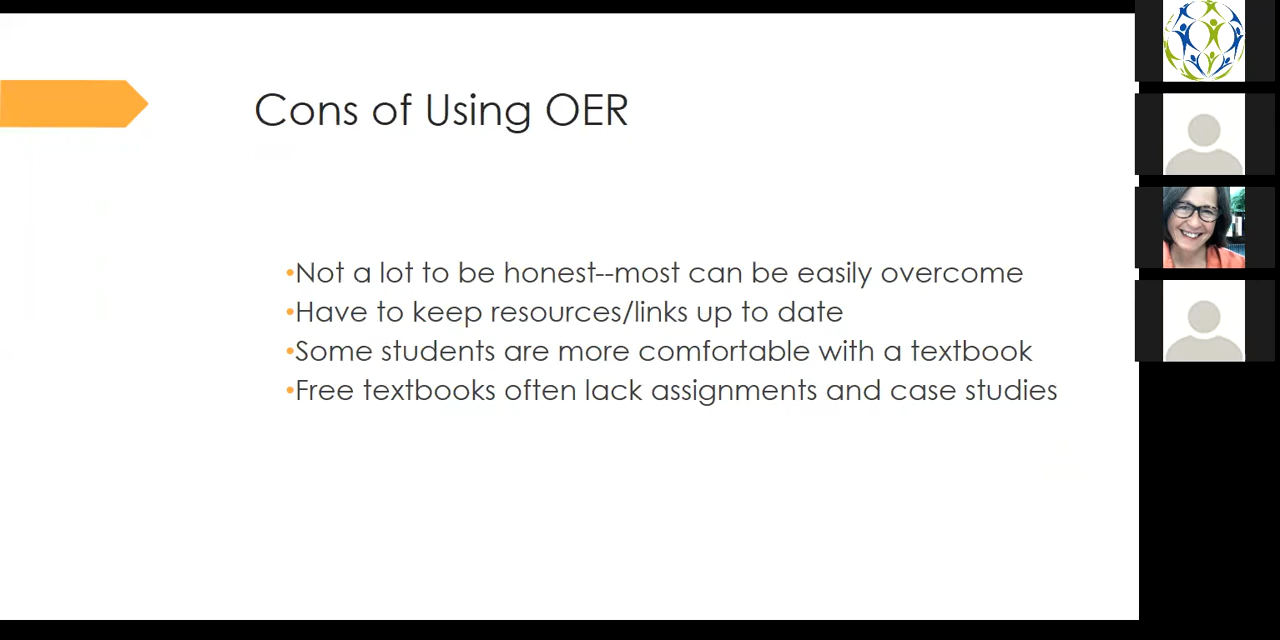 Cons of Using OER
•Not a lot to be honest--most can be easily overcome
•Have to keep resources/links up to date
•Some students are more comfortable with a textbook
•Free textbooks often lack assignments and case studies